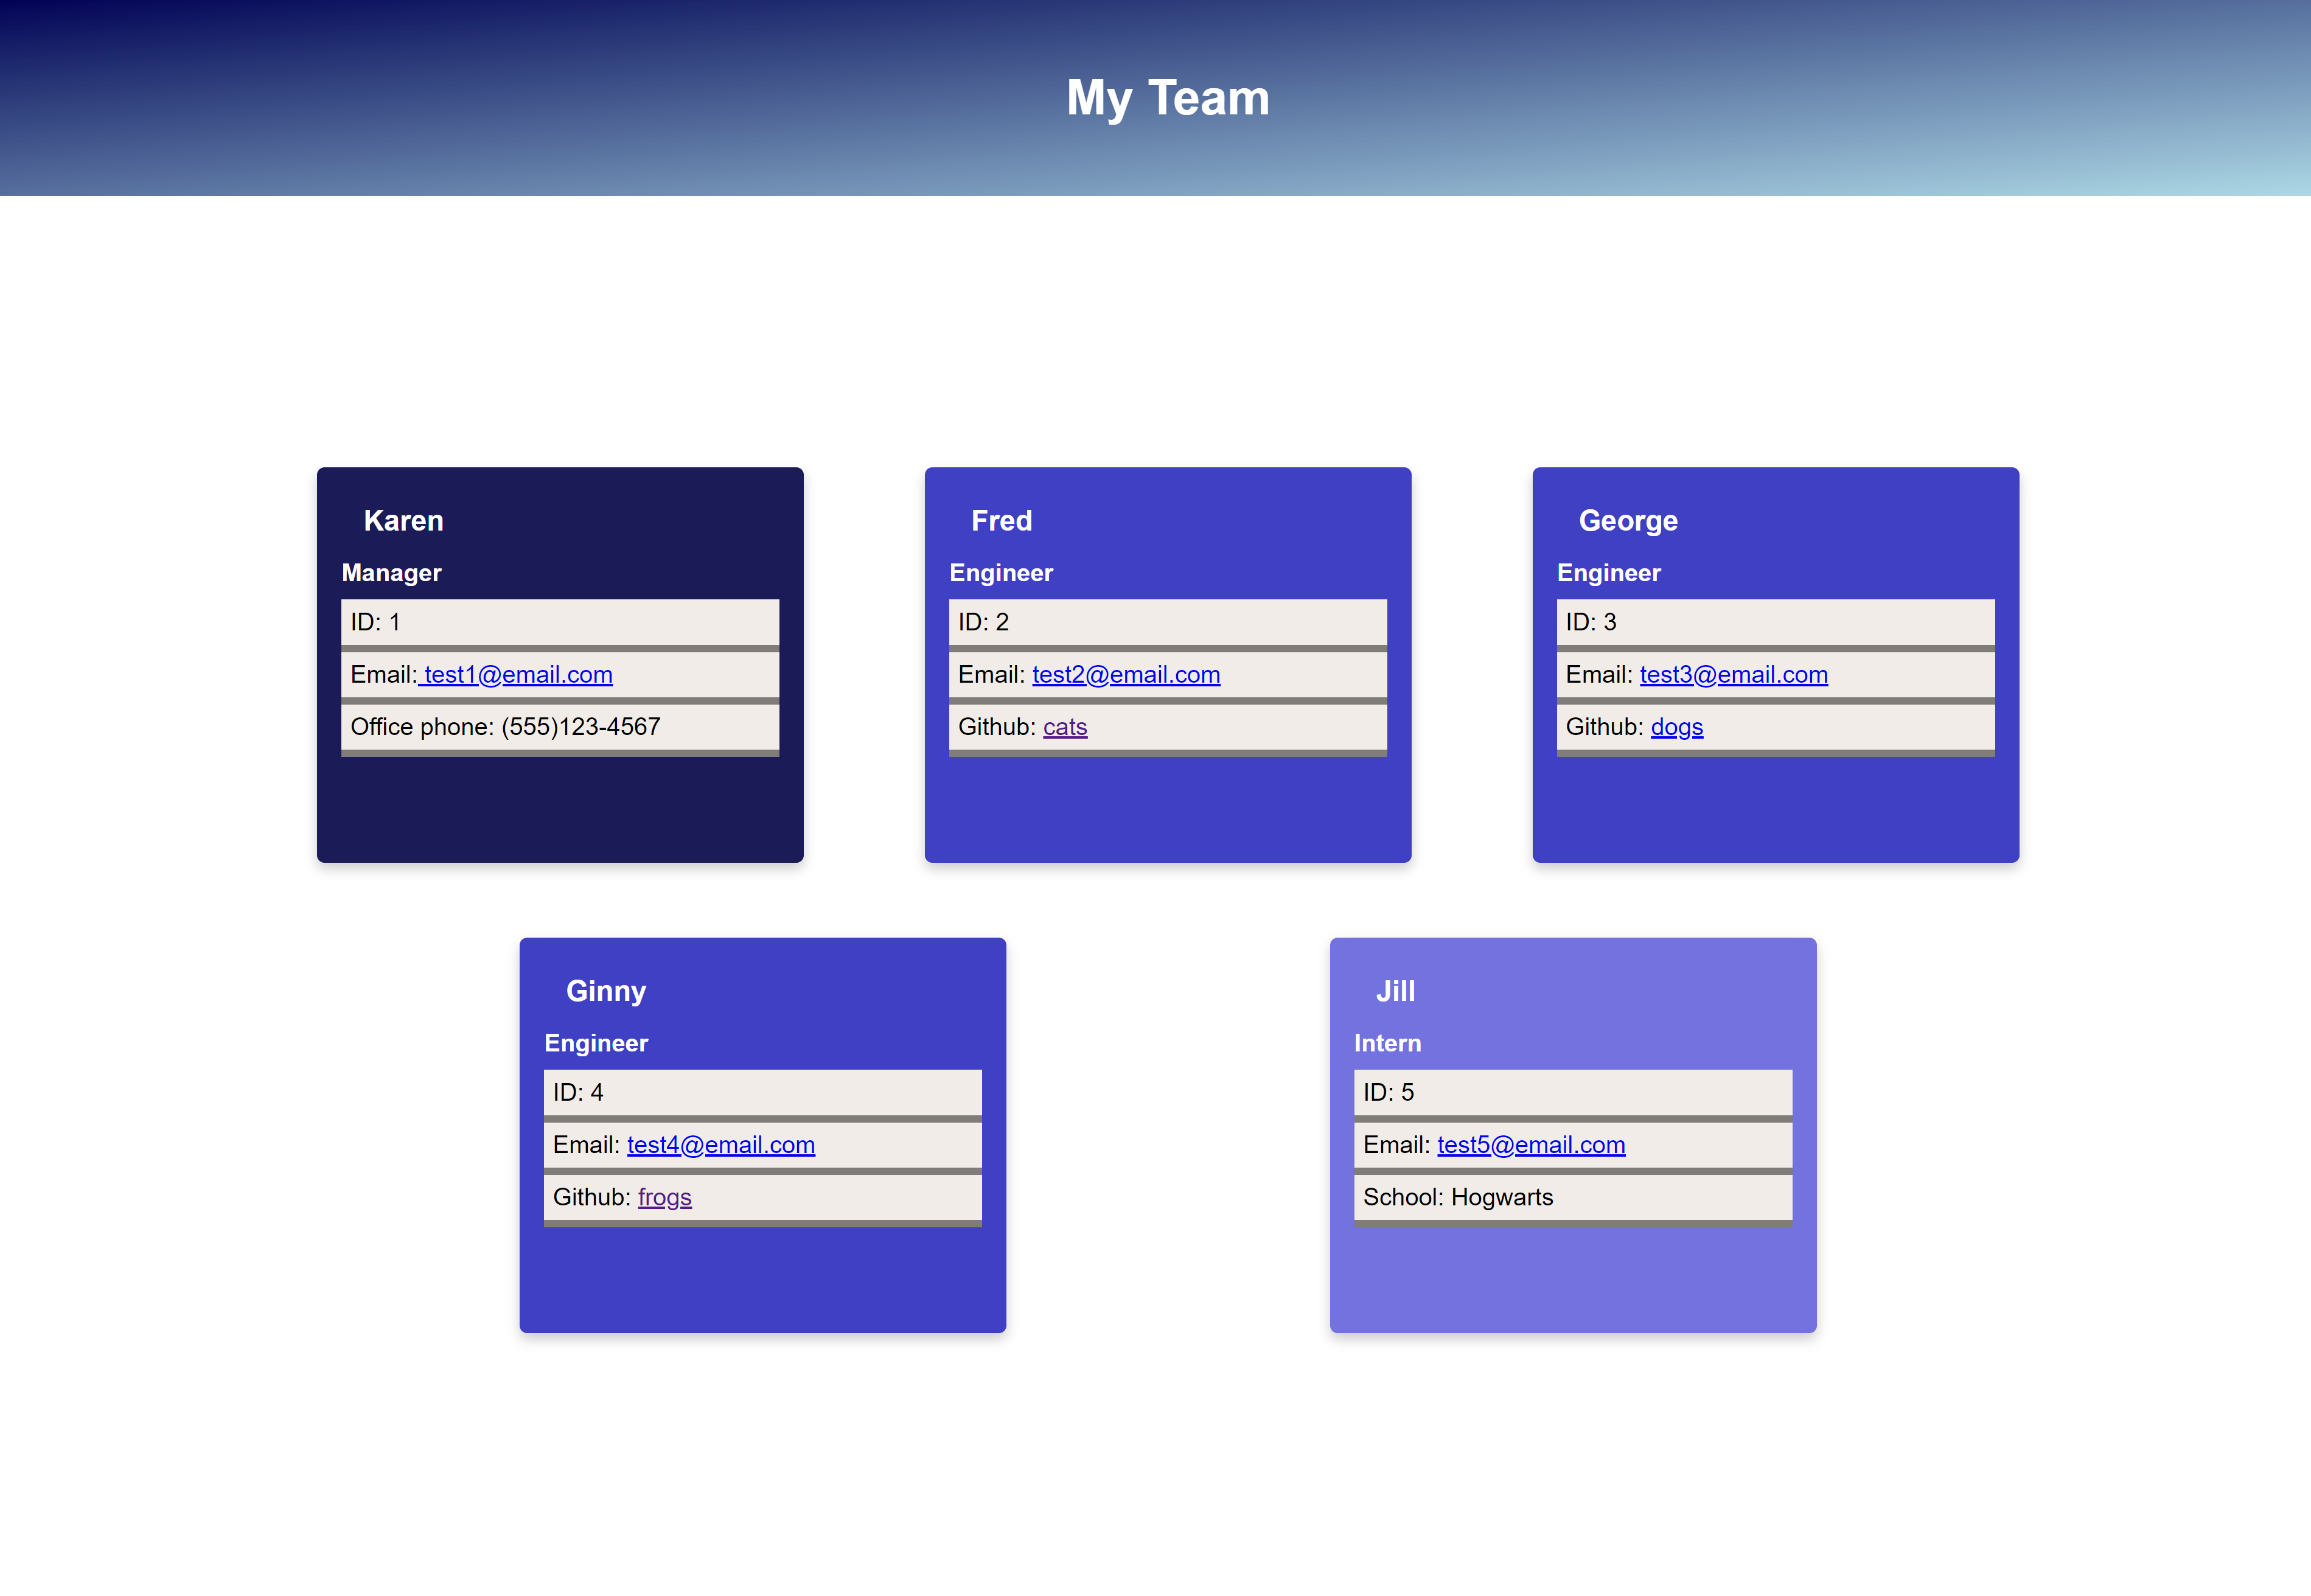 My Team
Karen
Manager
ID: 1
Email: test1@email.com
Office phone: (555)123-4567
Fred
Engineer
ID: 2
Email: test2@email.com
Github: cats
George
Engineer
ID: 3
Email: test3@email.com
Github: dogs
Ginny
Engineer
ID: 4
Email: test4@email.com
Github: frogs
Jill
Intern
ID: 5
Email: test5@email.com
School: Hogwarts